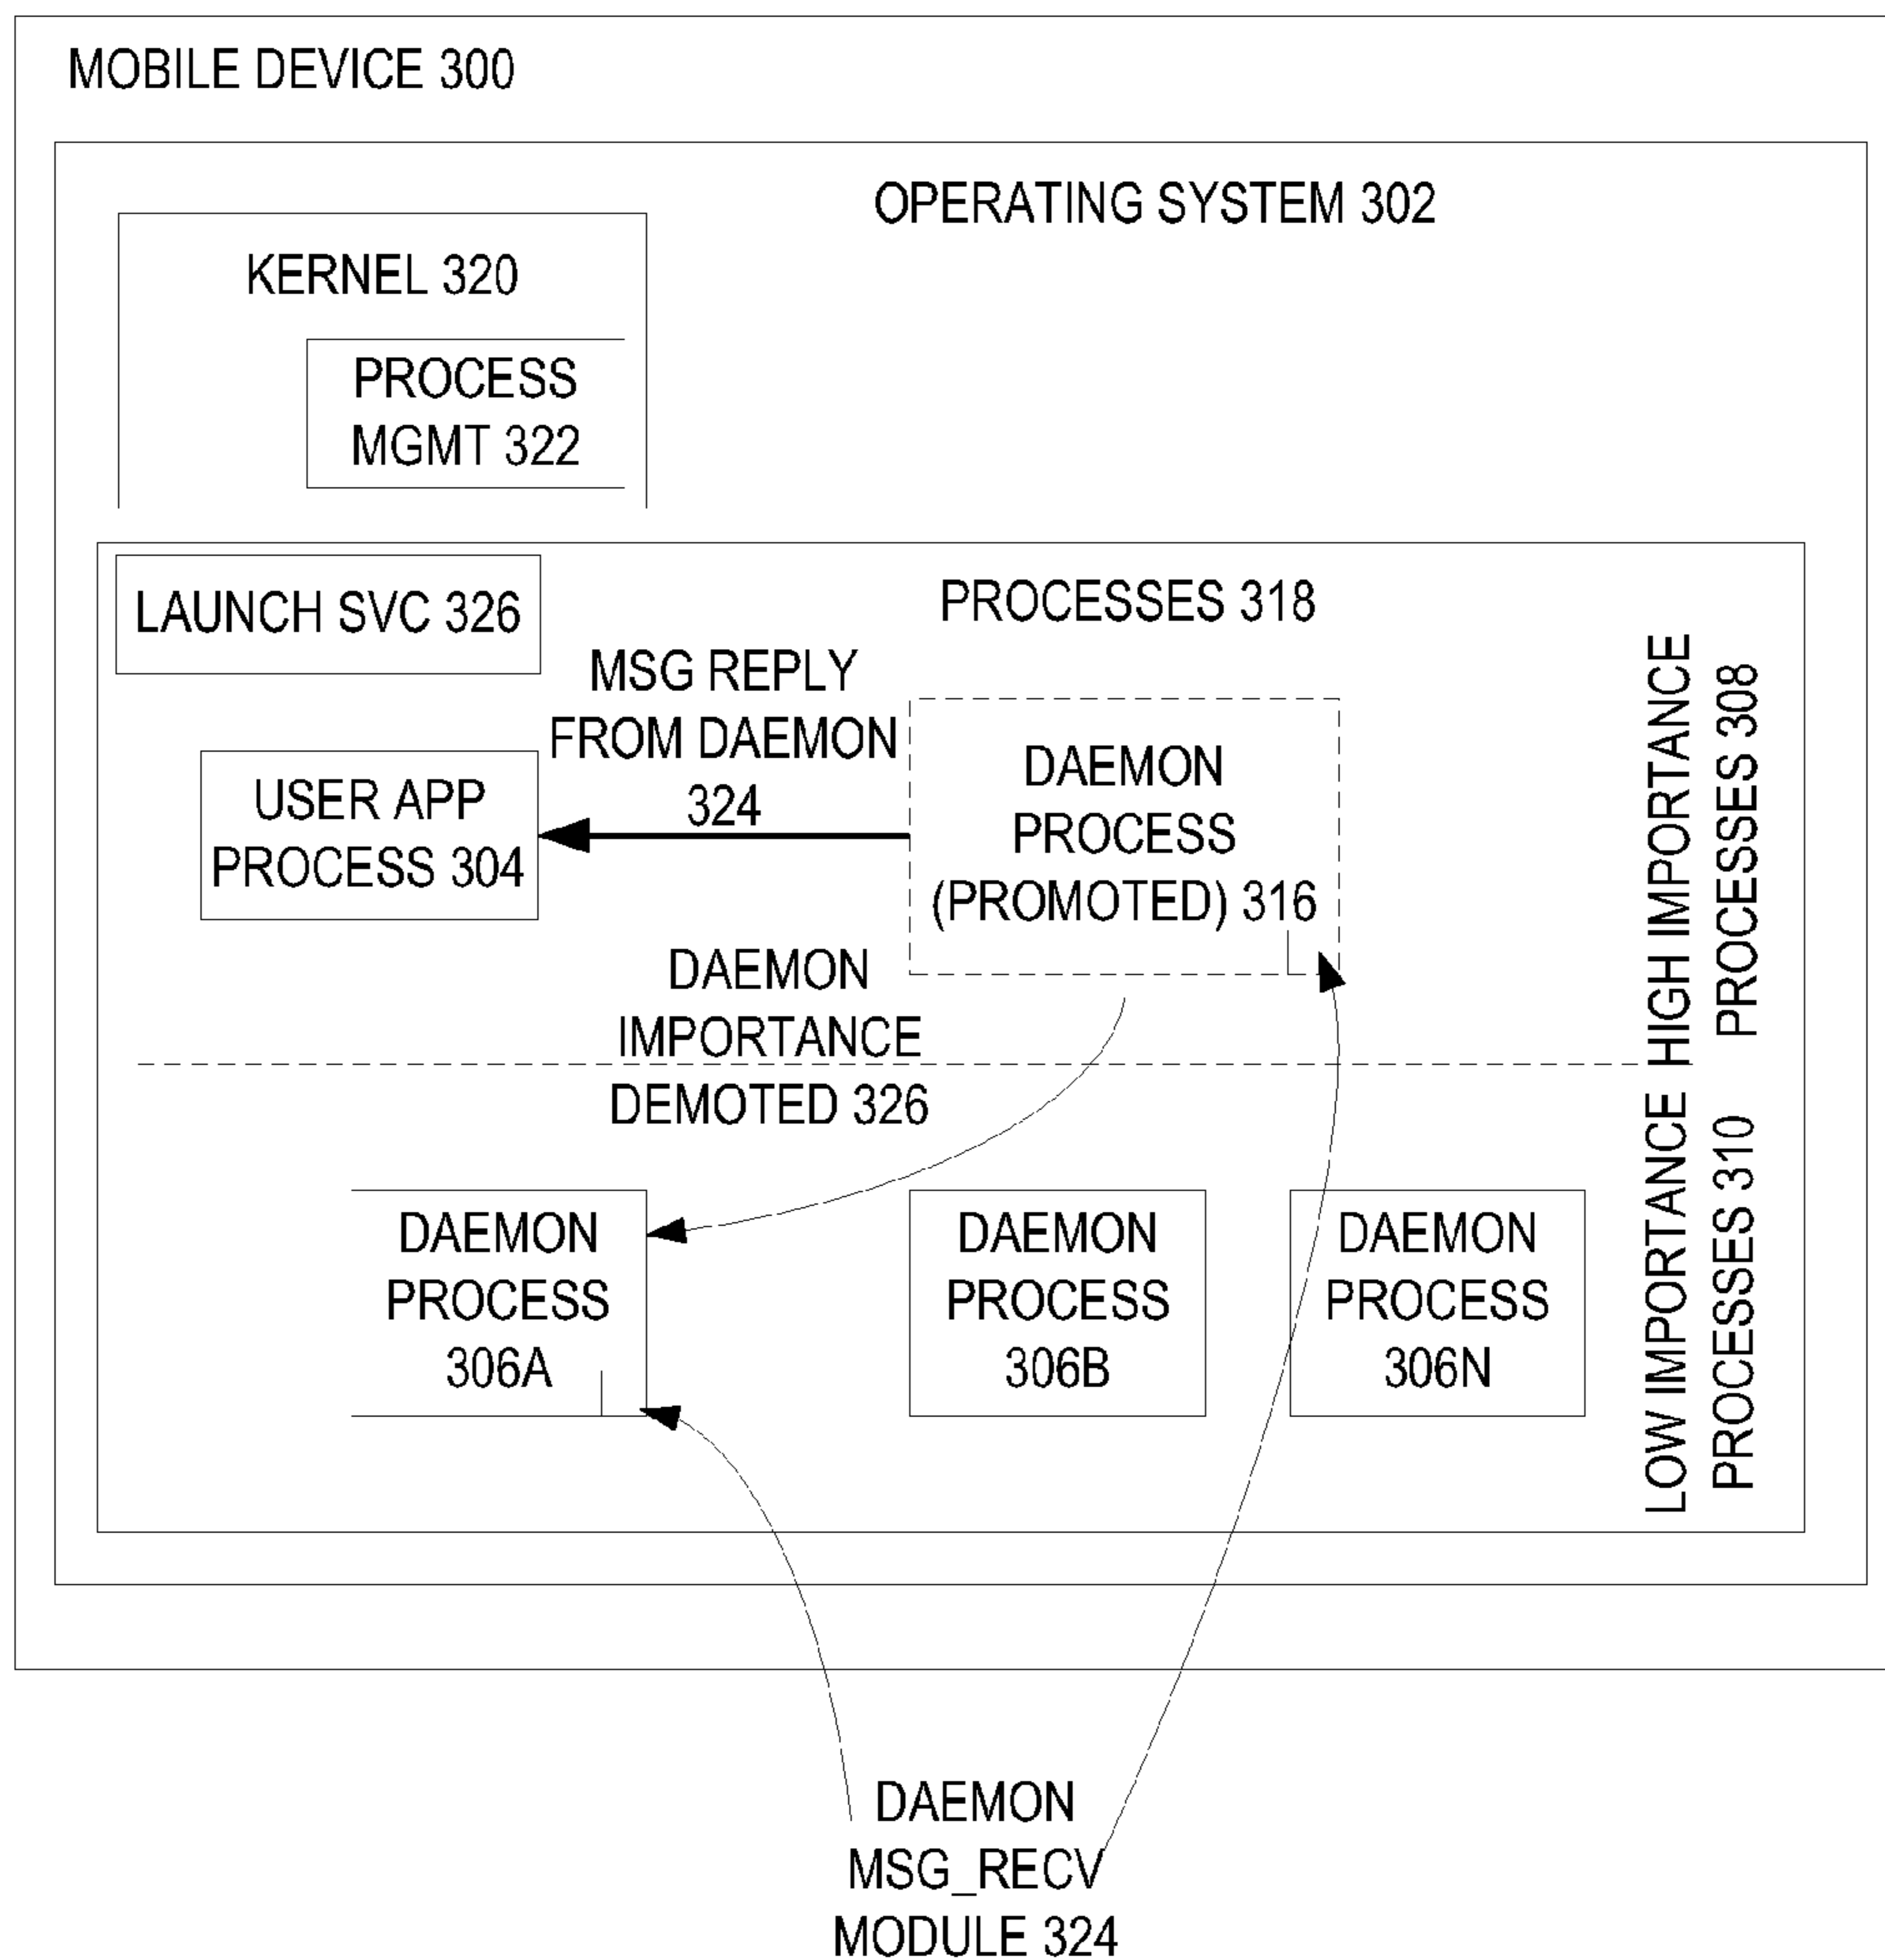 MOBILE DEVICE 300
OPERATING SYSTEM 302
KERNEL 320
PROCESS
MGMT 322
LAUNCH SVC 326
PROCESSES 318
MSG REPLY
FROM DAEMON
324
USER APP
PROCESS 304
DAEMON
PROCESS
(PROMOTED) 316
HIGH IMPORTANCE
PROCESSES 308
DAEMON
IMPORTANCE
DEMOTED 326
LOW IMPORTANCE
PROCESSES 310
DAEMON
PROCESS
306A
DAEMON
PROCESS
306B
DAEMON
PROCESS
306N
DAEMON
MSG_RECV
MODULE 324